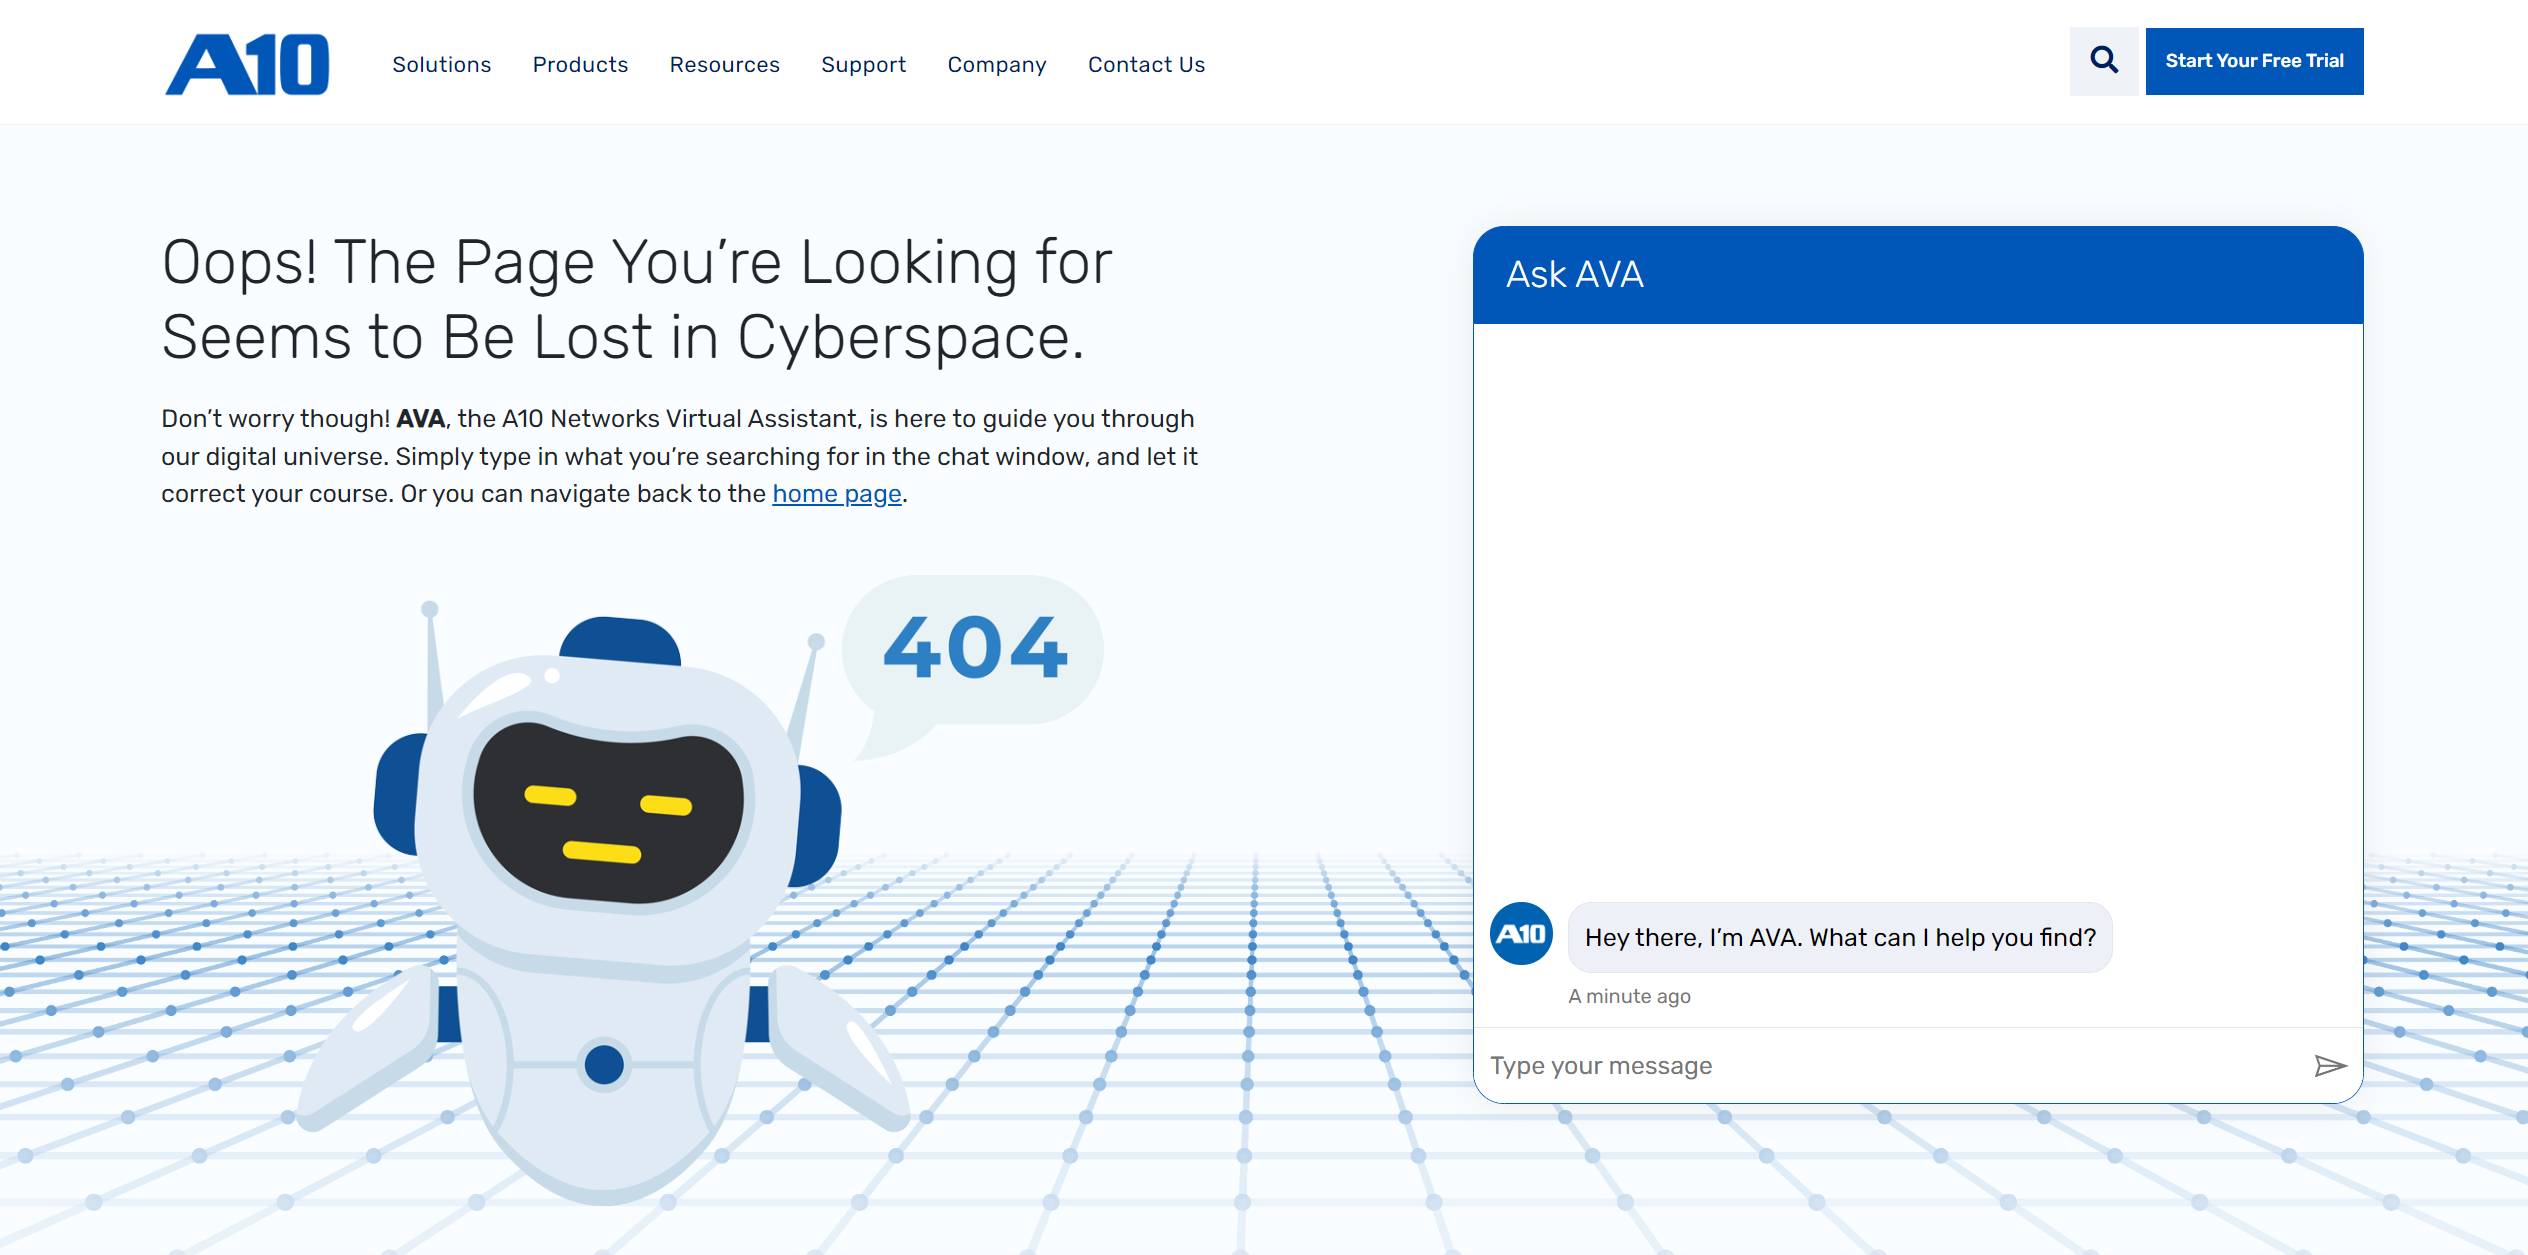 A10
Solutions
Products
Resources
Support
Company
Contact Us
Start Your Free Trial
Oops! The Page You’re Looking for
Seems to Be Lost in Cyberspace.
Don’t worry though! AVA, the A10 Networks Virtual Assistant, is here to guide you through
our digital universe. Simply type in what you’re searching for in the chat window, and let it
correct your course. Or you can navigate back to the home page.
404
Ask AVA
A10
Hey there, I’m AVA. What can I help you find?
A minute ago
Type your message